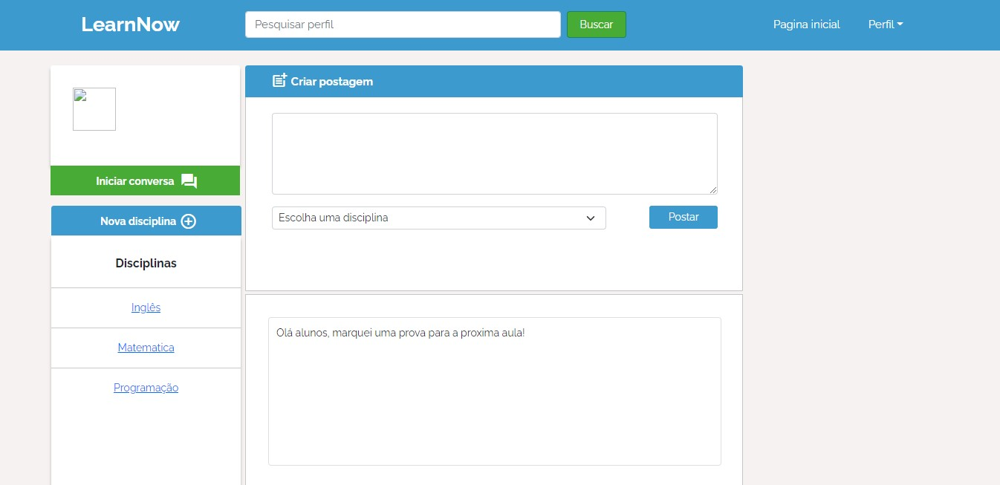 LearnNow
Pesquisar perfil
Buscar
Pagina inicial
Perfil
Criar postagem
Iniciar conversa
Escolha uma disciplina
Postar
Nova disciplina
Disciplinas
Inglês
Matematica
Programação
Olá alunos, marquei uma prova para a proxima aula!